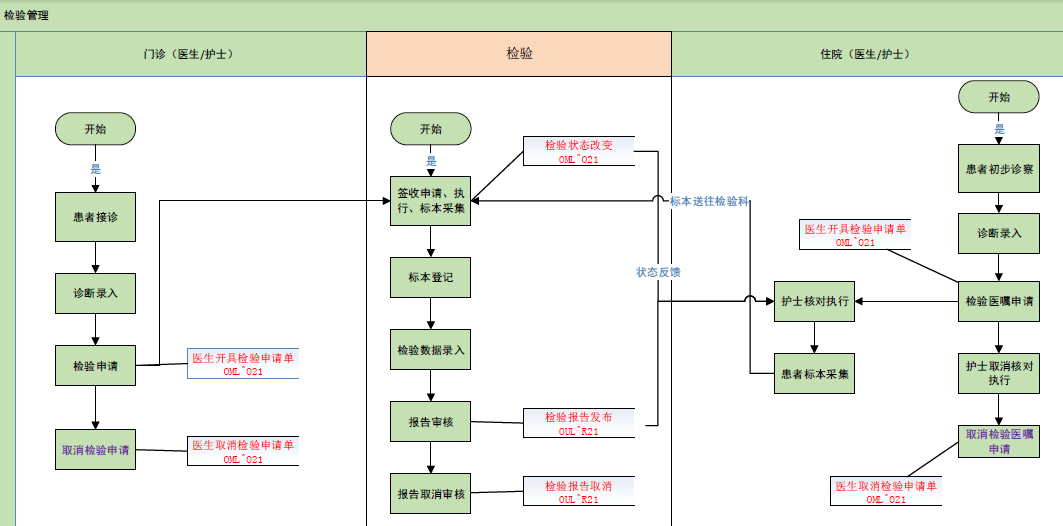 检验管理
门诊（医生/护士）
检验
住院（医生/护士）
开始
是
患者接诊
诊断录入
检验申请
医生开具检验申请单
OML^O21
取消检验申请
医生取消检验申请单
OML^O21
开始
是
签收申请、执
行、标本采集
检验状态改变
OML^O21
标本登记
检验数据录入
报告审核
检验报告发布
OUL^R21
报告取消审核
检验报告取消
OUL^R21
标本送往检验科
状态反馈
开始
是
患者初步诊察
医生开具检验申请单
OML^O21
诊断录入
护士核对执行
检验医嘱申请
患者标本采集
护士取消核对
执行
取消检验医嘱
申请
医生取消检验申请单
OML^O21